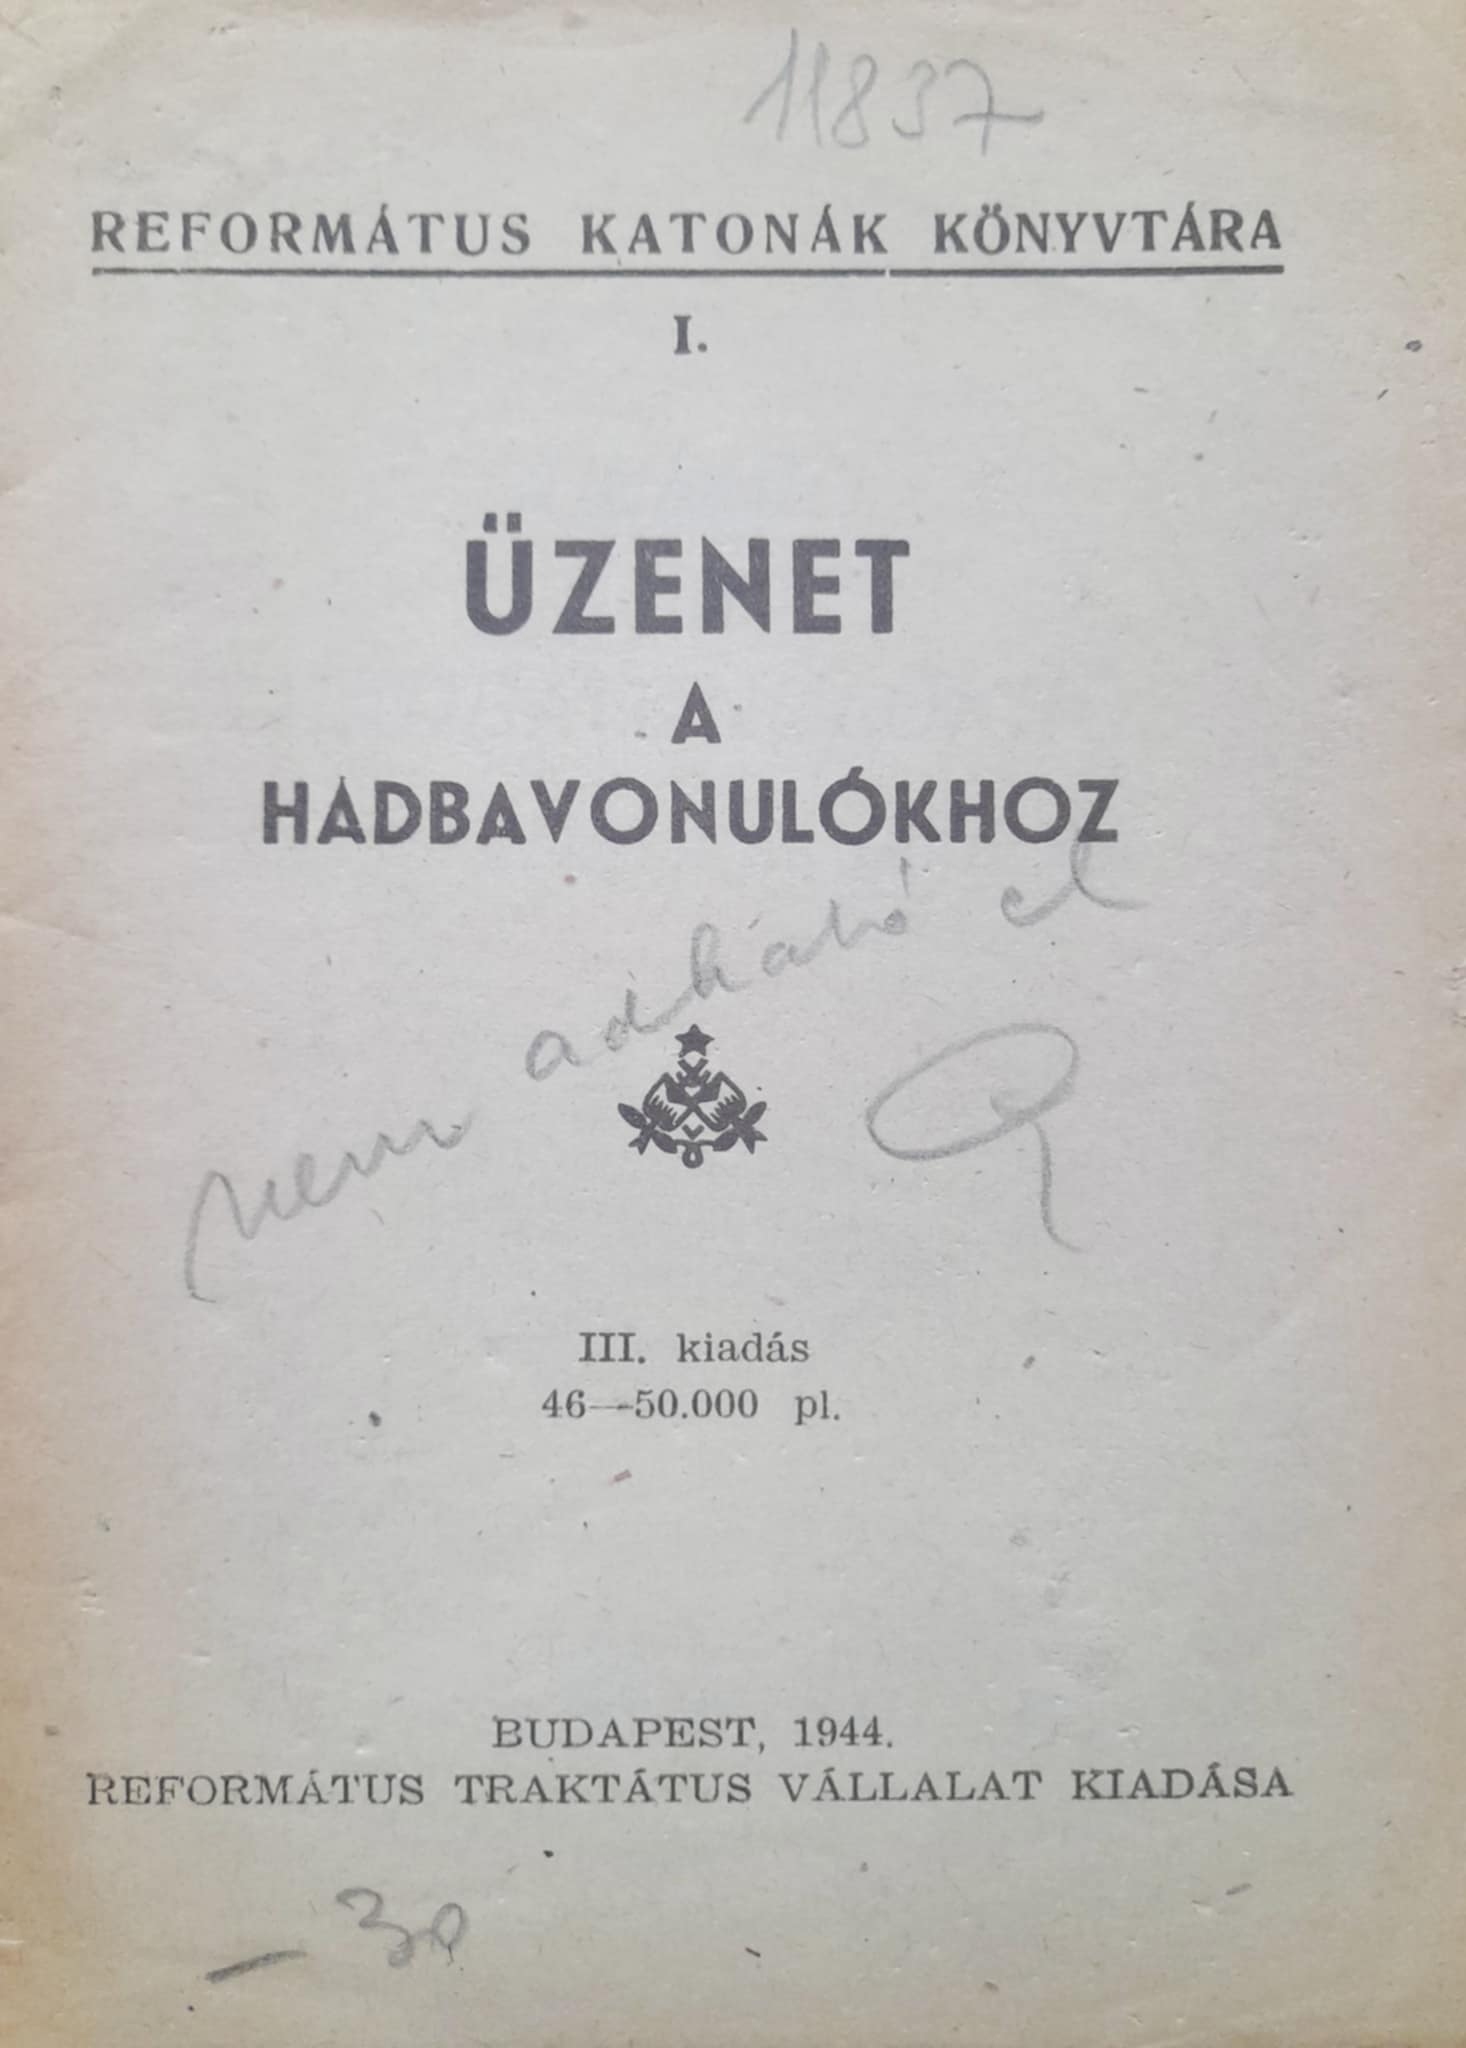 11837
REFORMÁTUS KATONÁK KÖNYVTÁRA
I.
ÜZENET
A
HADBAVONULÓKHOZ
nem adható el
III. kiadás
46—50.000 pl.
BUDAPEST, 1944.
REFORMÁTUS TRAKTÁTUS VÁLLALAT KIADÁSA
— 30